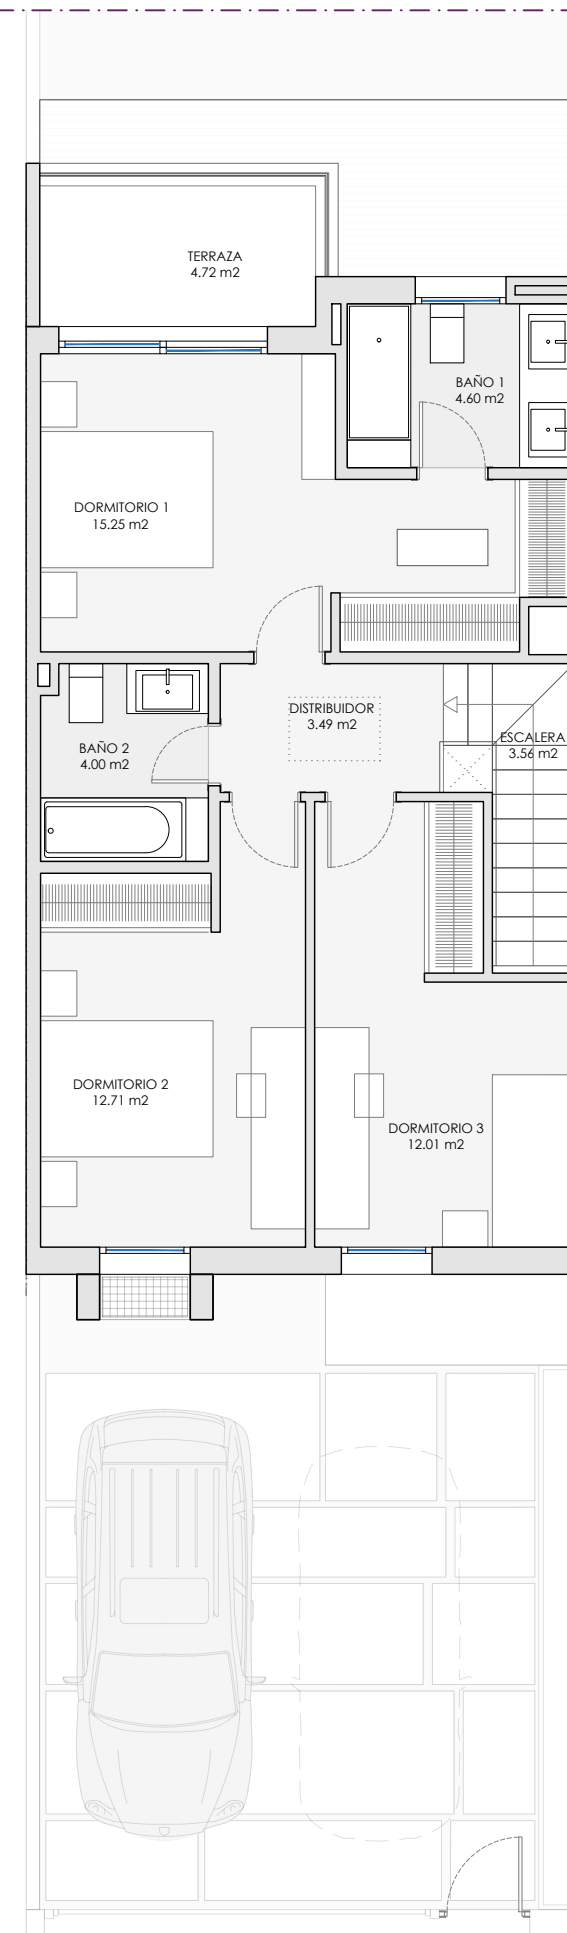 TERRAZA
4.72 m2
BAÑO 1
4.60 m2
DORMITORIO 1
15.25 m2
DISTRIBUIDOR
3.49 m2
ESCALERA
3.56 m2
BAÑO 2
4.00 m2
DORMITORIO 2
12.71 m2
DORMITORIO 3
12.01 m2